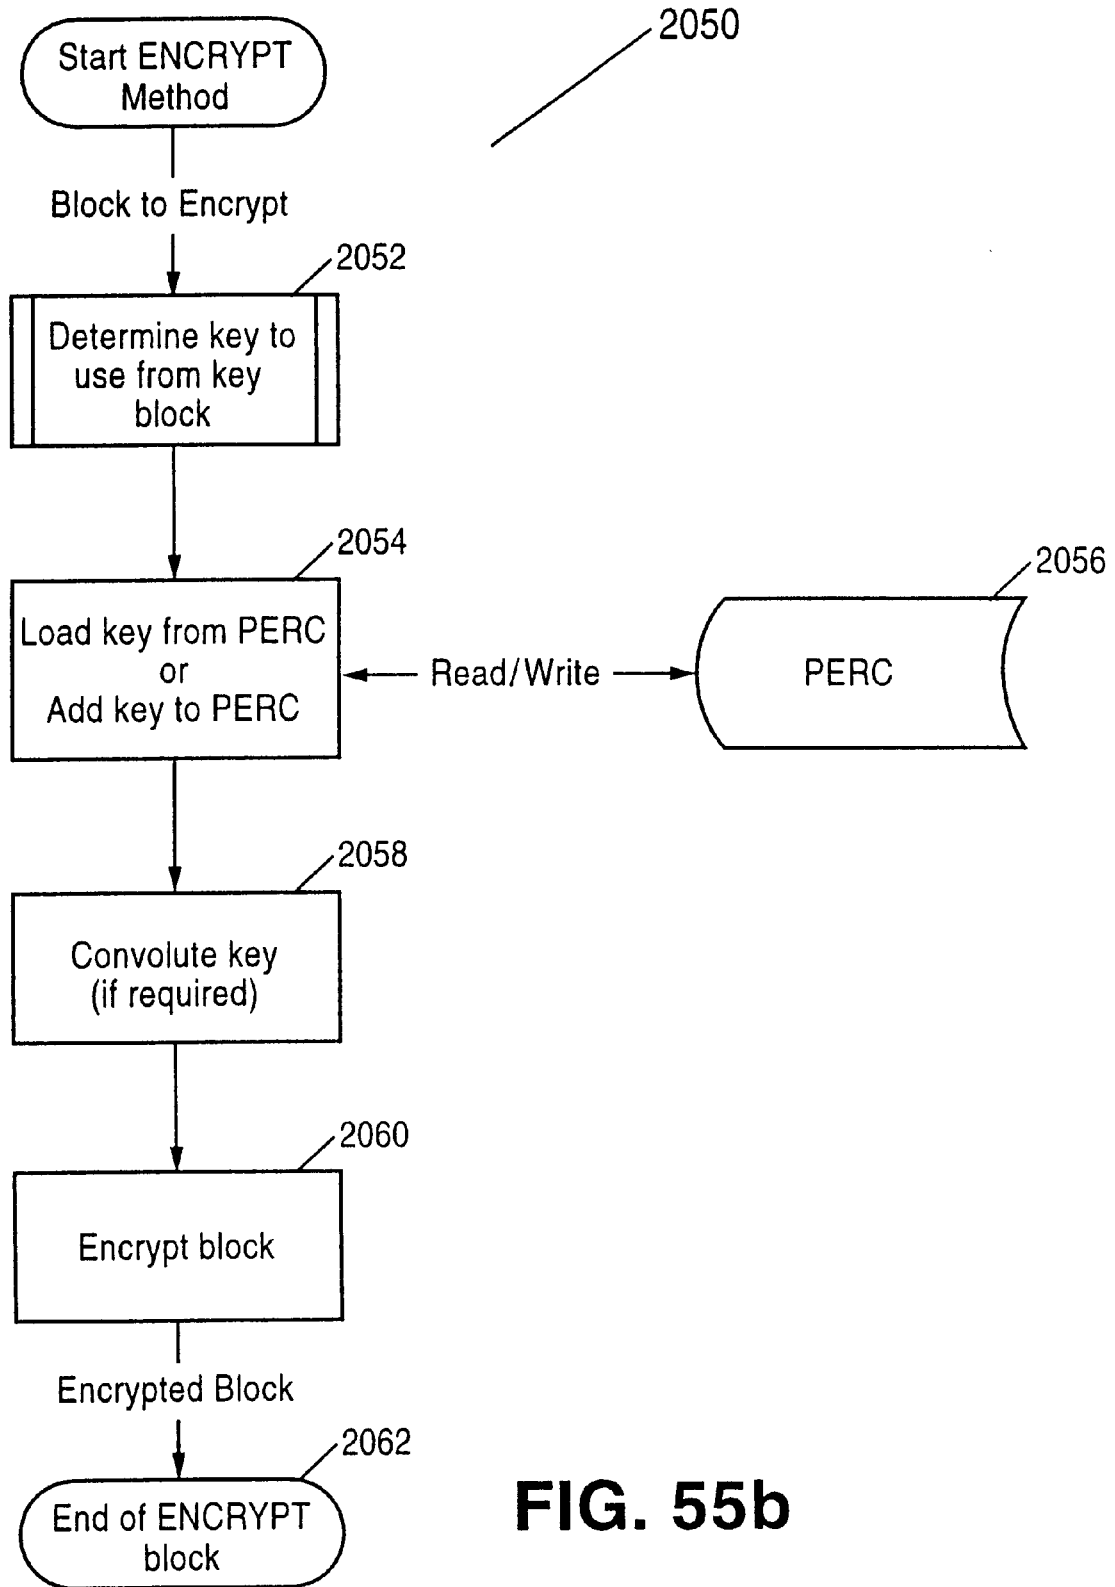 2050
Start ENCRYPT
Method
Block to Encrypt
2052
Determine key to
use from key
block
2054
Load key from PERC
or
Add key to PERC
Read/Write
2056
PERC
2058
Convolute key
(if required)
2060
Encrypt block
Encrypted Block
2062
End of ENCRYPT
block
FIG. 55b